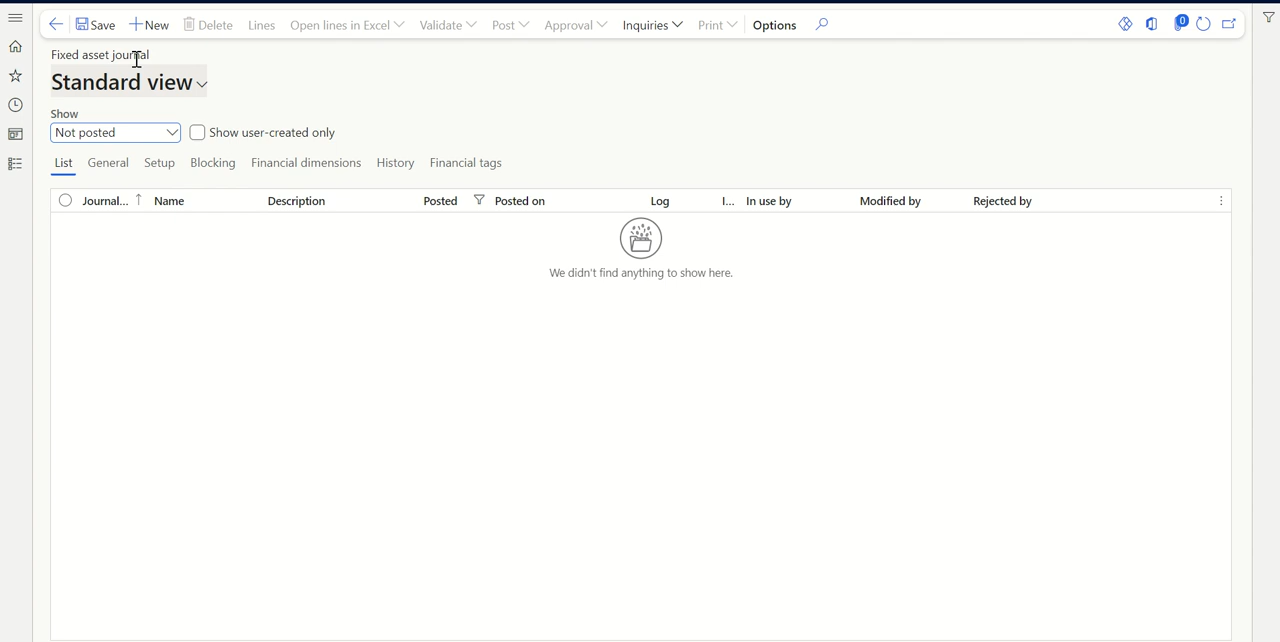 Save New Delete Lines Open lines in Excel Validate Post Approval Inquiries Print Options 0
Fixed asset journal
Standard view
Show
Not posted Show user-created only
List General Setup Blocking Financial dimensions History Financial tags
Journal... Name Description Posted Posted on Log I... In use by Modified by Rejected by
We didn't find anything to show here.